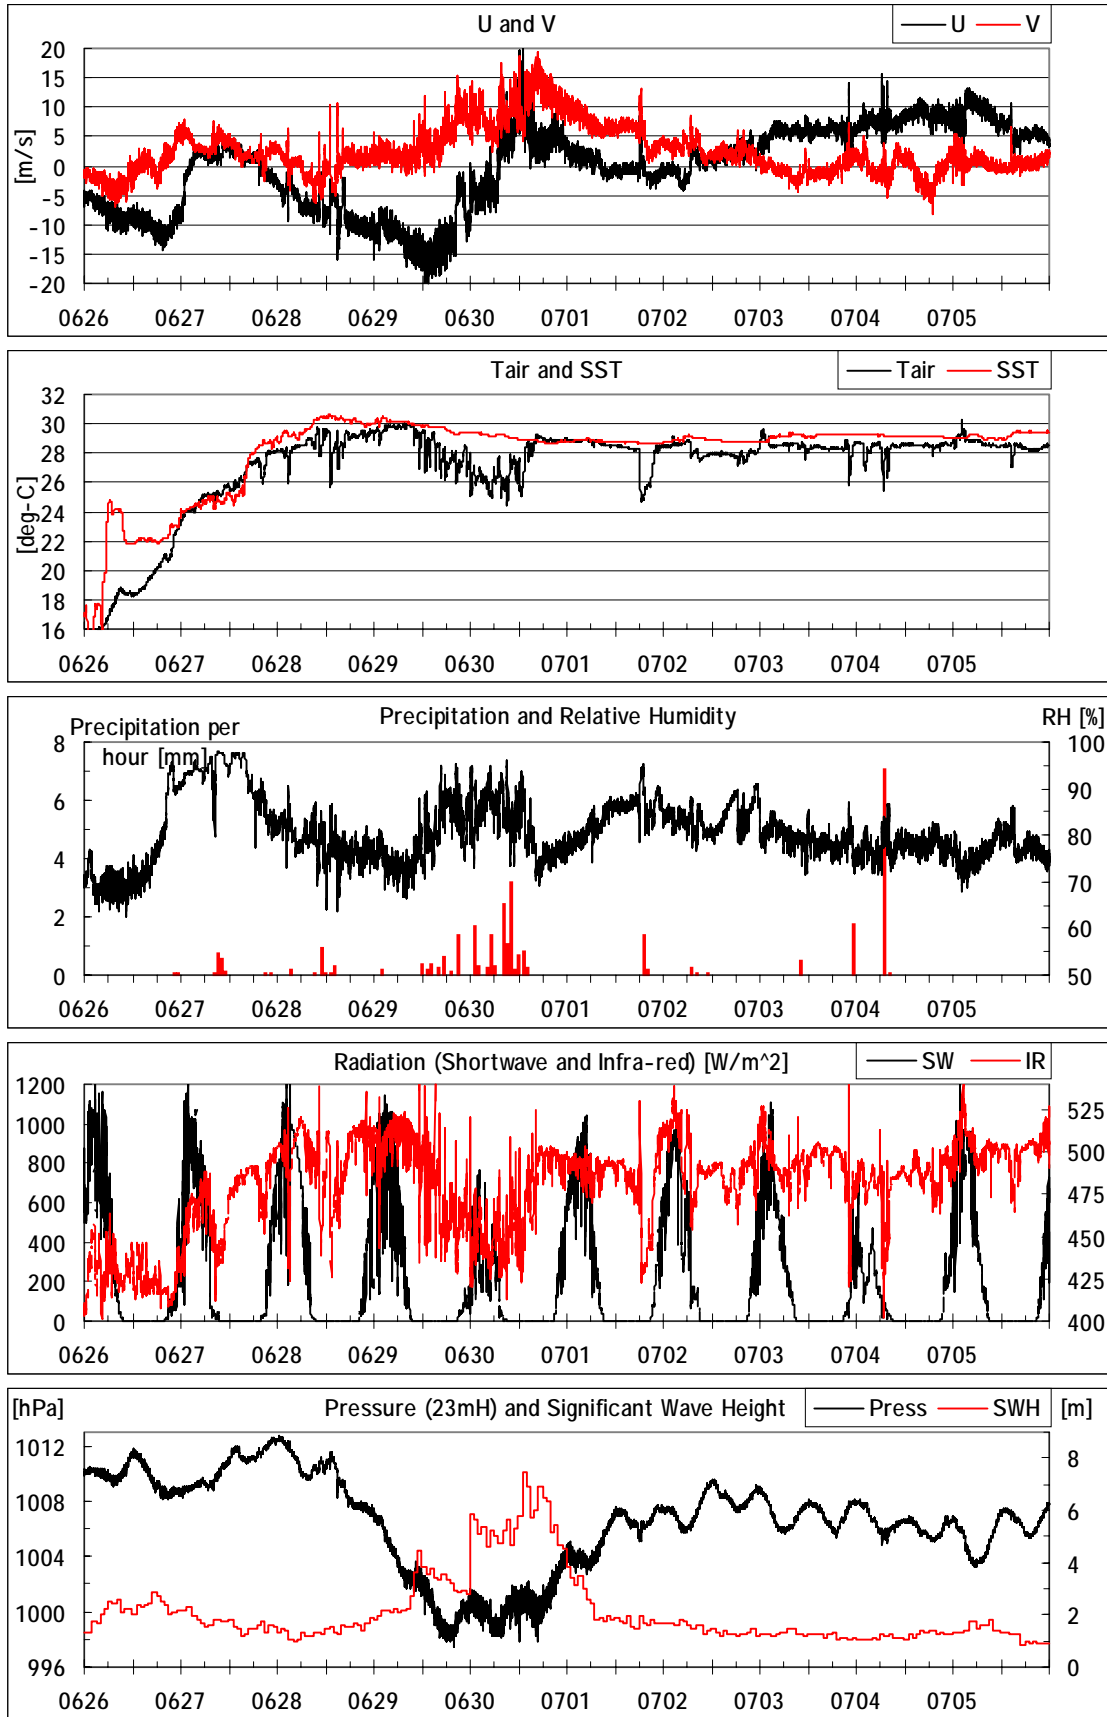 U and V
U V
20
15
10
5
0
-5
-10
-15
-20
[m/s]
0626 0627 0628 0629 0630 0701 0702 0703 0704 0705
Tair and SST
Tair SST
32
30
28
26
24
22
20
18
16
[deg-C]
0626 0627 0628 0629 0630 0701 0702 0703 0704 0705
Precipitation and Relative Humidity
Precipitation per
hour [mm]
RH [%]
8 100
90
6
80
4
70
2
60
0 50
0626 0627 0628 0629 0630 0701 0702 0703 0704 0705
Radiation (Shortwave and Infra-red) [W/m^2]
SW IR
1200
1000 525
800 500
600 475
400 450
200 425
0 400
0626 0627 0628 0629 0630 0701 0702 0703 0704 0705
[hPa] Pressure (23mH) and Significant Wave Height Press SWH [m]
1012 8
1008 6
1004 4
1000 2
996 0
0626 0627 0628 0629 0630 0701 0702 0703 0704 0705